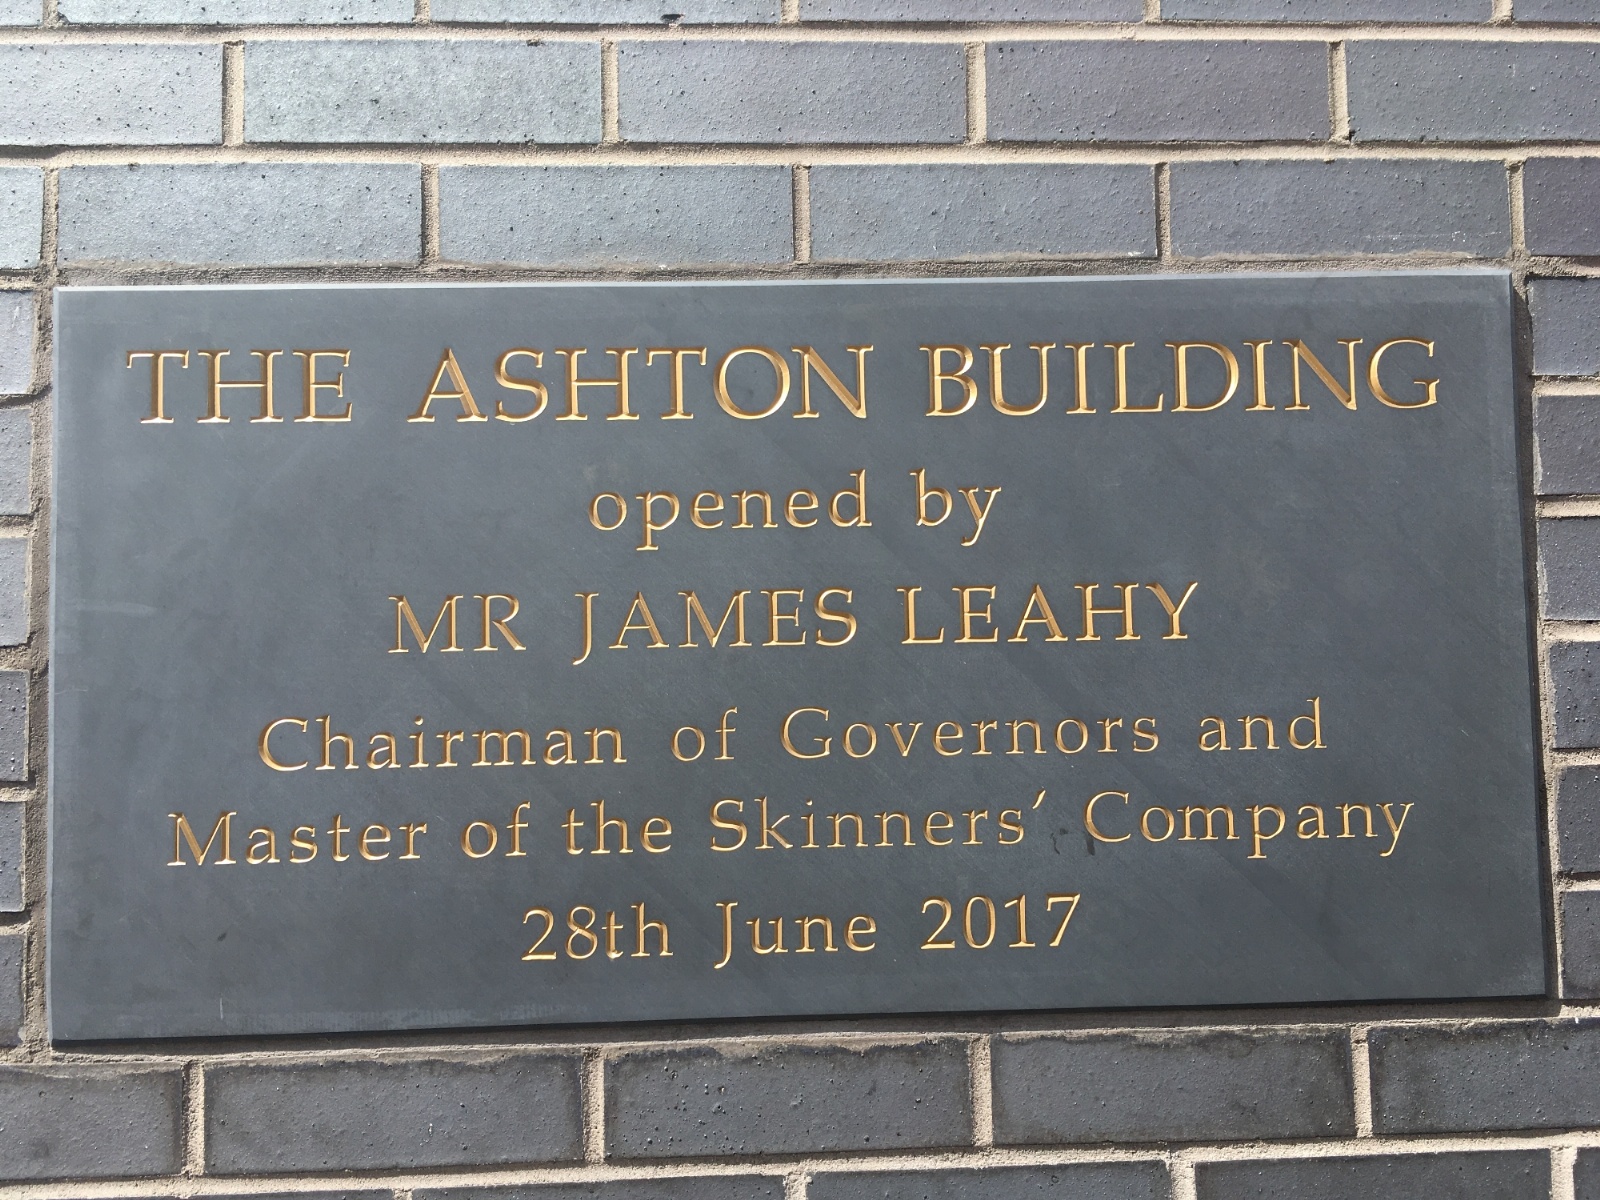 THE ASHTON BUILDING
opened by
MR JAMES LEAHY
Chairman of Governors and
Master of the Skinners’ Company
28th June 2017